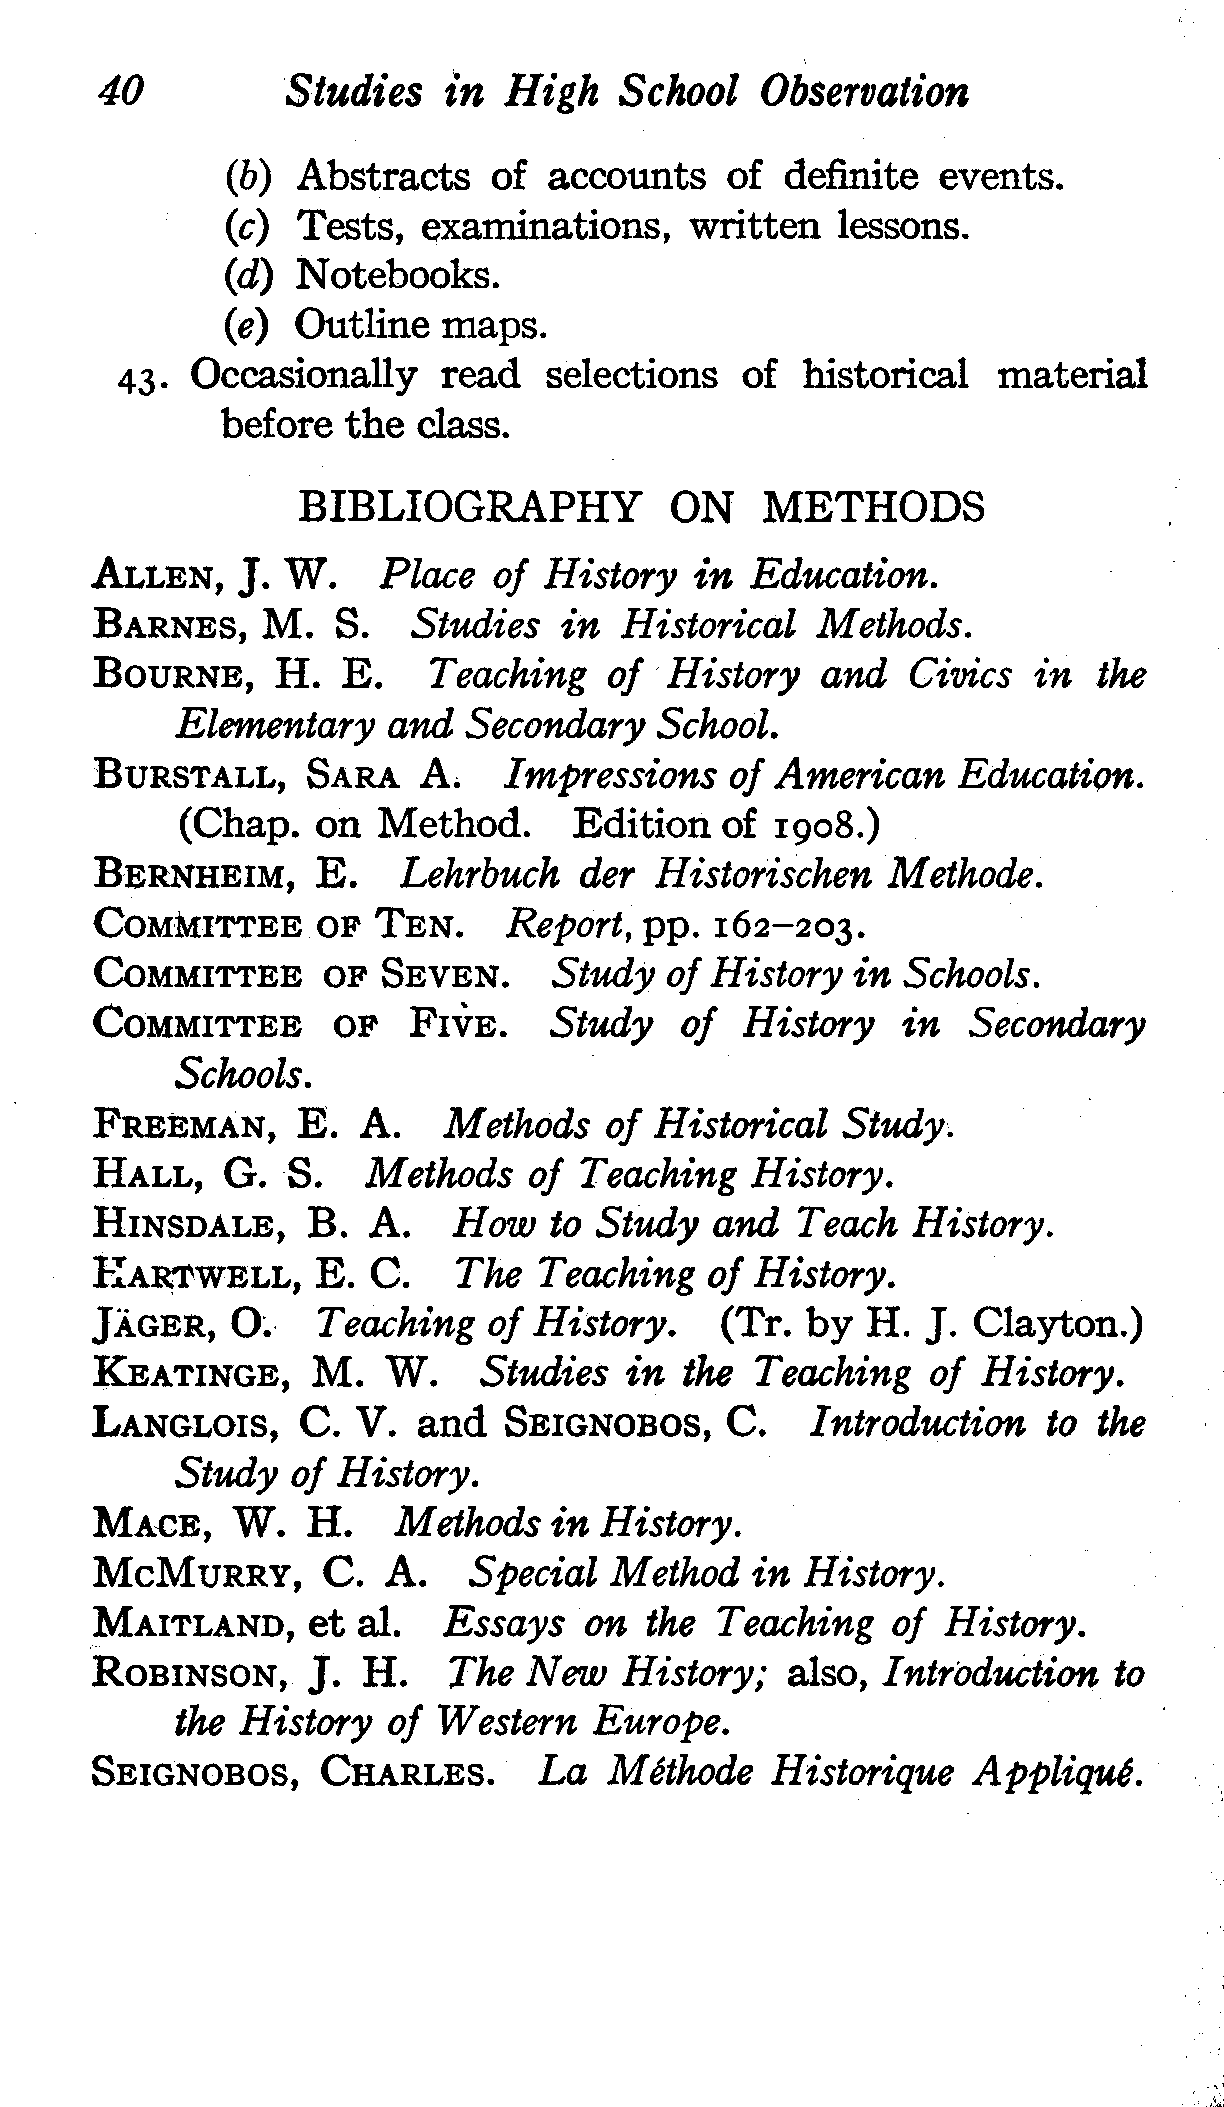 40 Studies in High School Observation
(b) Abstracts of accounts of definite events.
(c) Tests, examinations, written lessons.
(d) Notebooks.
(e) Outline maps.
43. Occasionally read selections of historical material
before the class.
BIBLIOGRAPHY ON METHODS
ALLEN, J. W. Place of History in Education.
BARNES, M. S. Studies in Historical Methods.
BOURNE, H. E. Teaching of History and Civics in the
Elementary and Secondary School.
BURSTALL, SARA A. Impressions of American Education.
(Chap. on Method. Edition of 1908.)
BERNHEIM, E. Lehrbuch der Historischen Methode.
COMMITTEE OF TEN. Report, pp. 162–203.
COMMITTEE OF SEVEN. Study of History in Schools.
COMMITTEE OF FIVE. Study of History in Secondary
Schools.
FREEMAN, E. A. Methods of Historical Study.
HALL, G. S. Methods of Teaching History.
HINSDALE, B. A. How to Study and Teach History.
HARTWELL, E. C. The Teaching of History.
JÄGER, O. Teaching of History. (Tr. by H. J. Clayton.)
KEATINGE, M. W. Studies in the Teaching of History.
LANGLOIS, C. V. and SEIGNOBOS, C. Introduction to the
Study of History.
MACE, W. H. Methods in History.
MCMURRY, C. A. Special Method in History.
MAITLAND, et al. Essays on the Teaching of History.
ROBINSON, J. H. The New History; also, Introduction to
the History of Western Europe.
SEIGNOBOS, CHARLES. La Méthode Historique Appliqué.